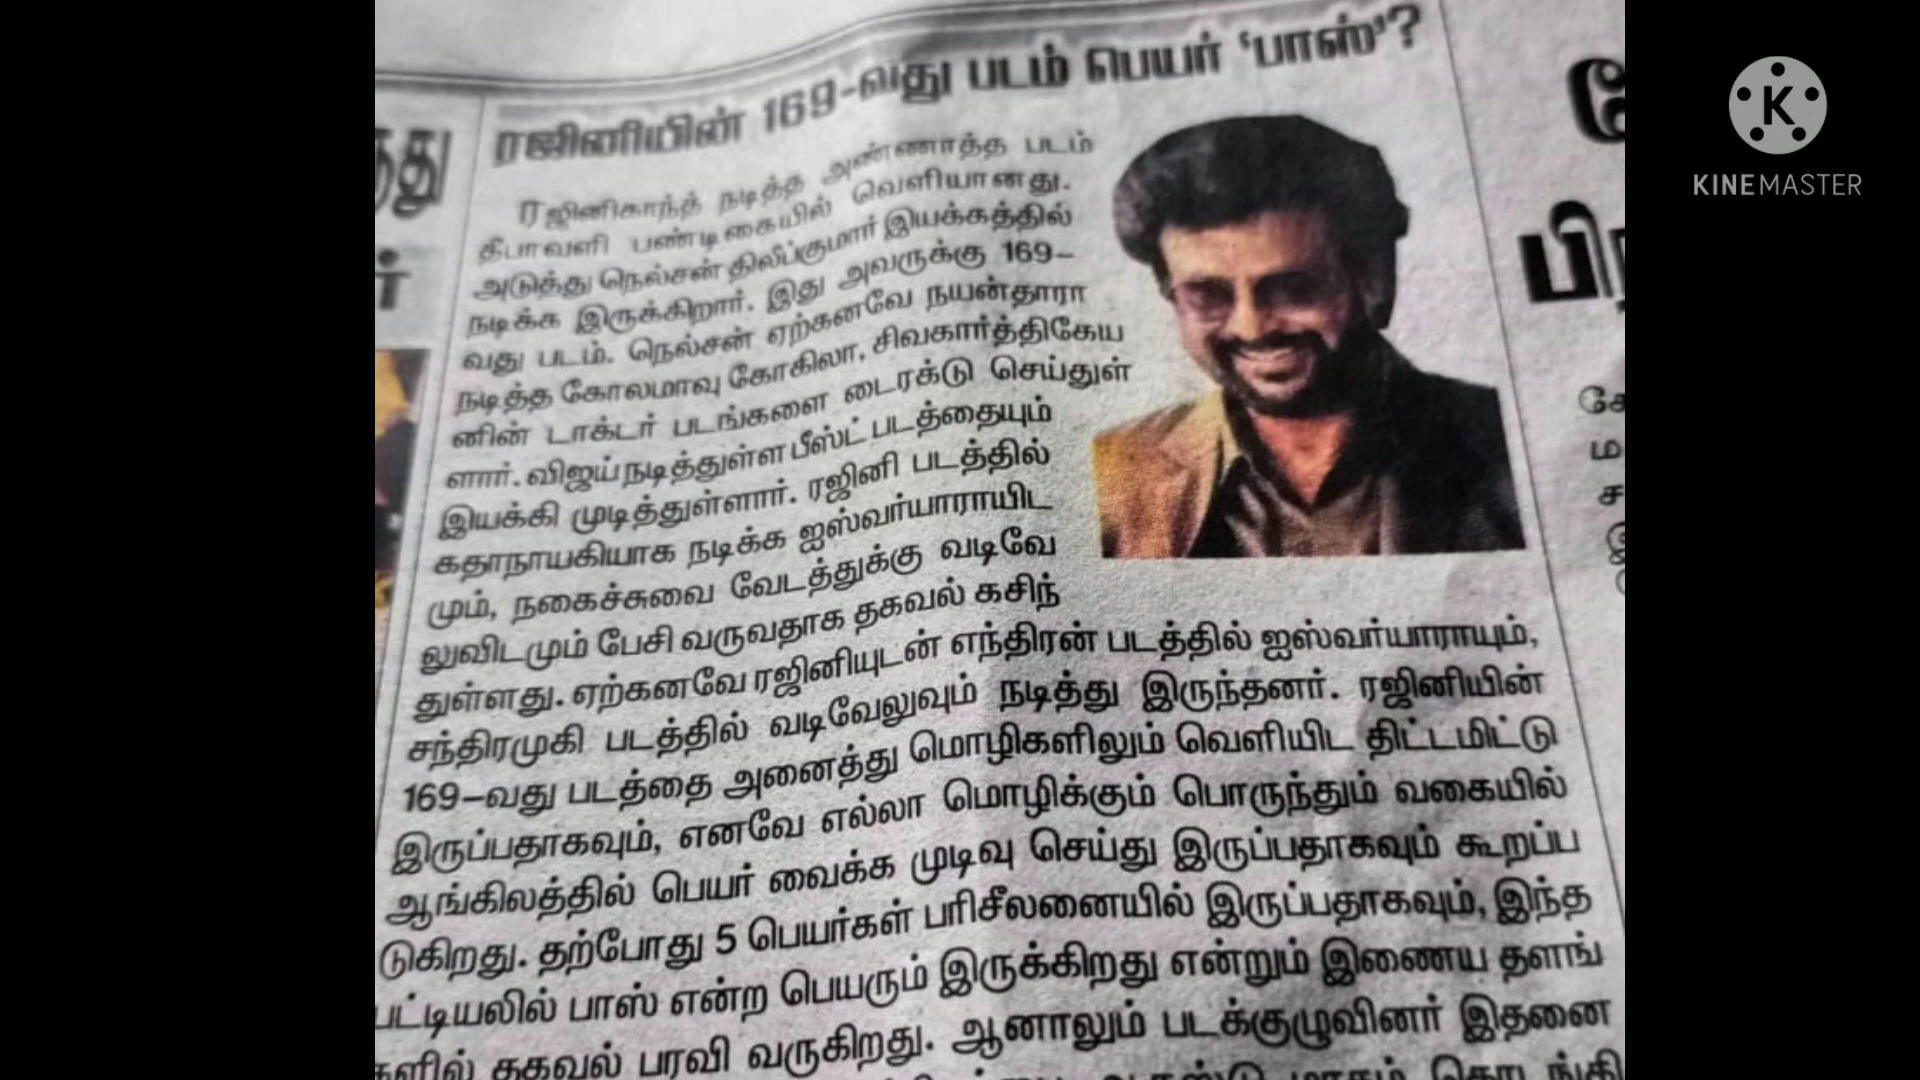 ரஜினியின் 169-வது படம் பெயர் ‘பாஸ்’?
ரஜினிகாந்த் நடித்த அண்ணாத்த படம்
தீபாவளி பண்டிகையில் வெளியானது.
அடுத்து நெல்சன் திலீப்குமார் இயக்கத்தில்
நடிக்க இருக்கிறார். இது அவருக்கு 169–
வது படம். நெல்சன் ஏற்கனவே நயன்தாரா
நடித்த கோலமாவு கோகிலா, சிவகார்த்திகேய
னின் டாக்டர் படங்களை டைரக்டு செய்துள்
ளார். விஜய் நடித்துள்ள பீஸ்ட் படத்தையும்
இயக்கி முடித்துள்ளார். ரஜினி படத்தில்
கதாநாயகியாக நடிக்க ஐஸ்வர்யாராயிட
மும், நகைச்சுவை வேடத்துக்கு வடிவே
லுவிடமும் பேசி வருவதாக தகவல் கசிந்
துள்ளது. ஏற்கனவே ரஜினியுடன் எந்திரன் படத்தில் ஐஸ்வர்யாராயும்,
சந்திரமுகி படத்தில் வடிவேலுவும் நடித்து இருந்தனர். ரஜினியின்
169–வது படத்தை அனைத்து மொழிகளிலும் வெளியிட திட்டமிட்டு
இருப்பதாகவும், எனவே எல்லா மொழிக்கும் பொருந்தும் வகையில்
ஆங்கிலத்தில் பெயர் வைக்க முடிவு செய்து இருப்பதாகவும் கூறப்ப
டுகிறது. தற்போது 5 பெயர்கள் பரிசீலனையில் இருப்பதாகவும், இந்த
பட்டியலில் பாஸ் என்ற பெயரும் இருக்கிறது என்றும் இணைய தளங்
களில் தகவல் பரவி வருகிறது. ஆனாலும் படக்குழுவினர் இதனை
KINEMASTER